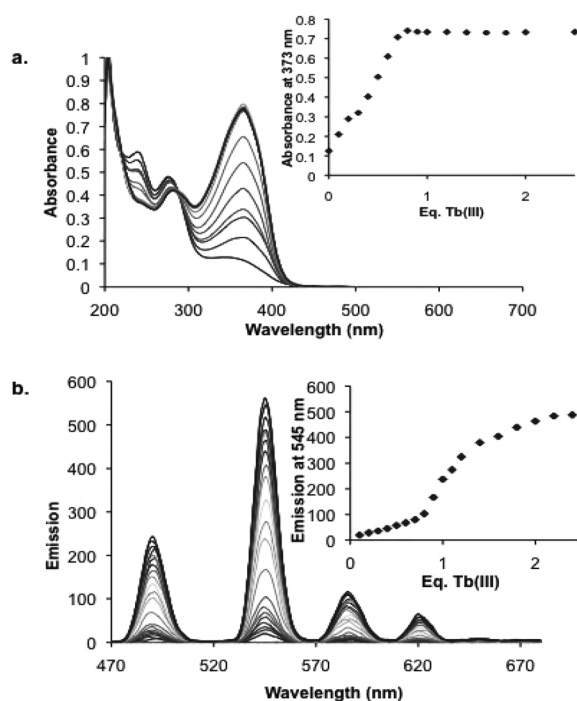 a.
Absorbance
1
0.9
0.8
0.7
0.6
0.5
0.4
0.3
0.2
0.1
0
200 300 400 500 600 700
Wavelength (nm)
Absorbance at 373 nm
0.8
0.7
0.6
0.5
0.4
0.3
0.2
0.1
0
0 1 2
Eq. Tb(III)
b.
Emission
600
500
400
300
200
100
0
470 520 570 620 670
Wavelength (nm)
Emission at 545 nm
600
500
400
300
200
100
0
0 1 2
Eq. Tb(III)